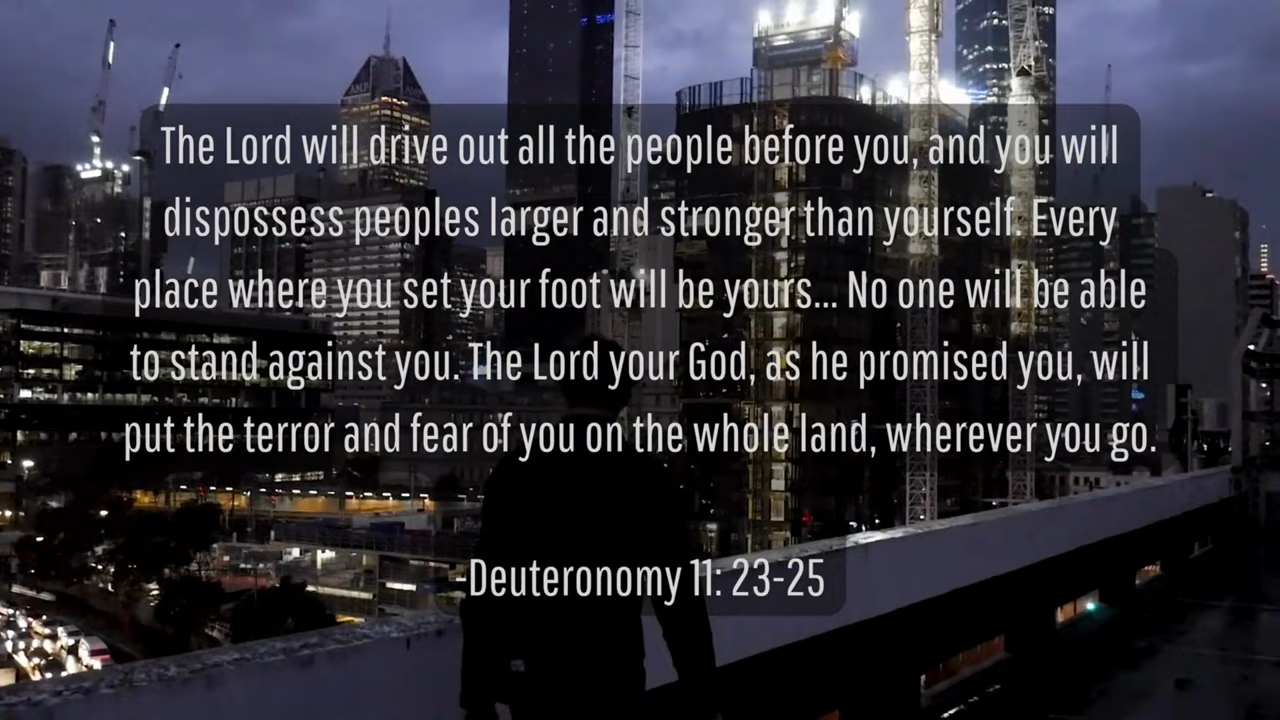 AMP
The Lord will drive out all the people before you, and you will
dispossess peoples larger and stronger than yourself. Every
place where you set your foot will be yours... No one will be able
to stand against you. The Lord your God, as he promised you, will
put the terror and fear of you on the whole land, wherever you go.
-Deuteronomy 11: 23-25